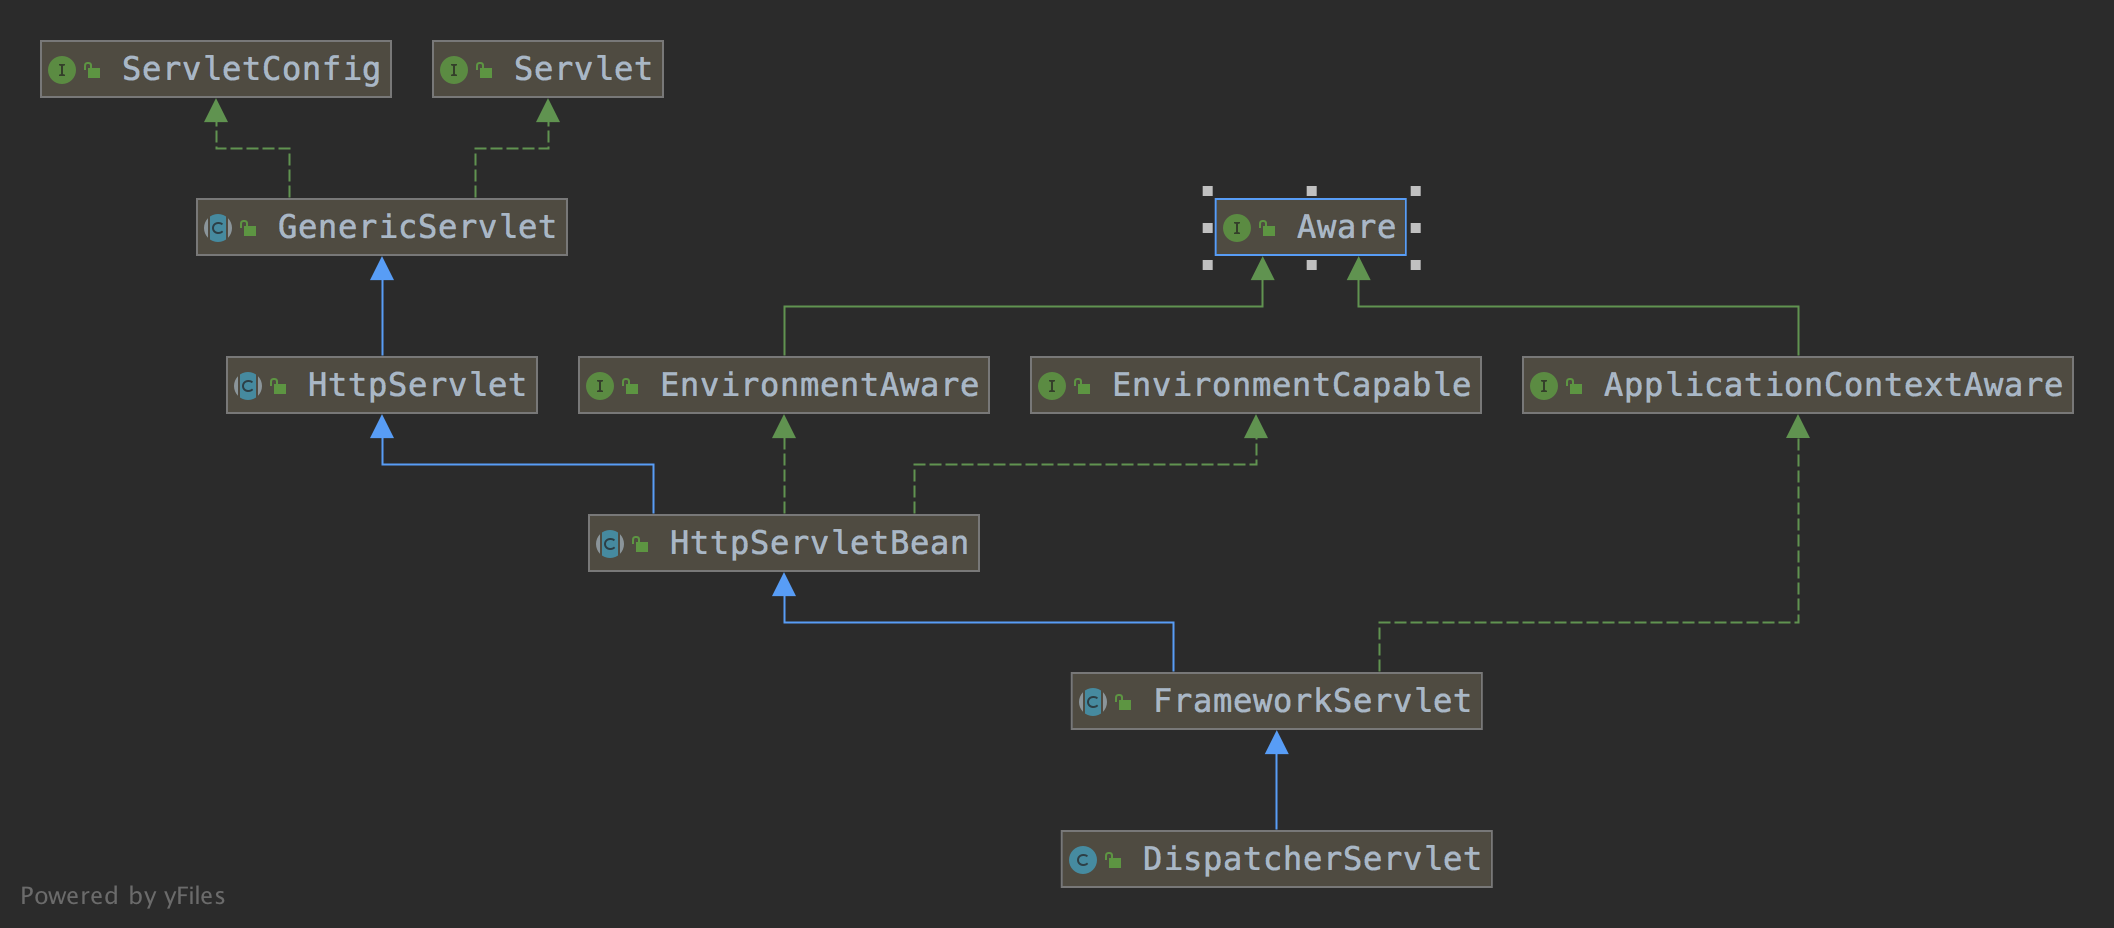 ServletConfig
Servlet
GenericServlet
Aware
HttpServlet
EnvironmentAware
EnvironmentCapable
ApplicationContextAware
HttpServletBean
FrameworkServlet
DispatcherServlet
Powered by yFiles